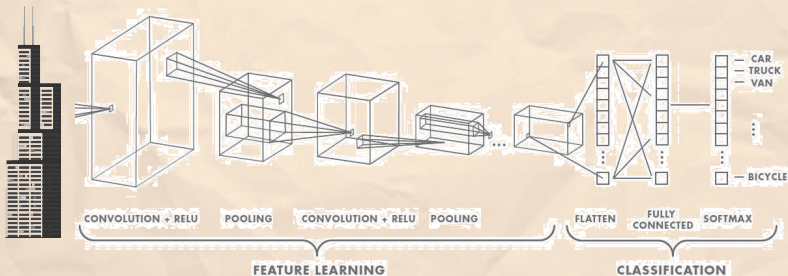 CAR
TRUCK
VAN
BICYCLE
CONVOLUTION + RELU
POOLING
CONVOLUTION + RELU
POOLING
FLATTEN
FULLY
CONNECTED
SOFTMAX
FEATURE LEARNING
CLASSIFICATION